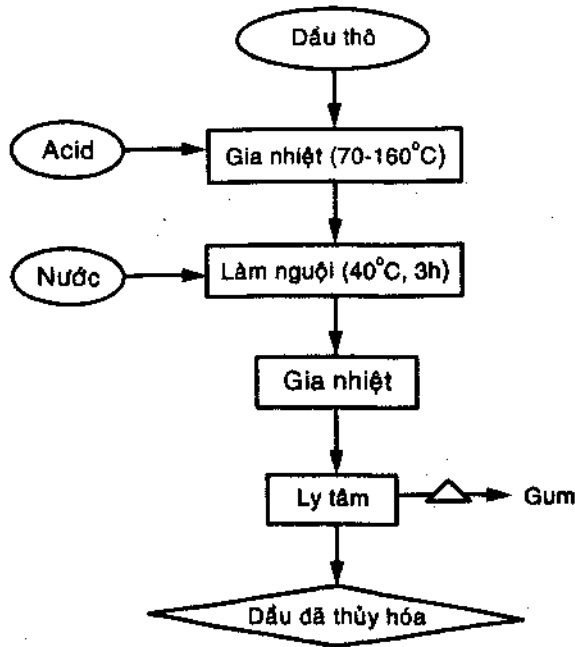 Dầu thô
Acid
Gia nhiệt (70-160°C)
Nước
Làm nguội (40°C, 3h)
Gia nhiệt
Ly tâm
Gum
Dầu đã thủy hóa